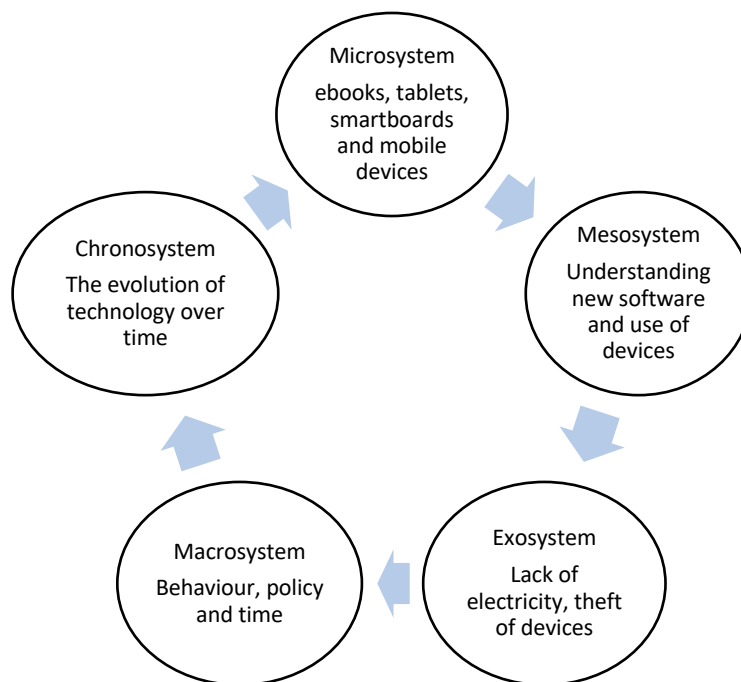 Microsystem
ebooks, tablets,
smartboards
and mobile
devices
Mesosystem
Understanding
new software
and use of
devices
Exosystem
Lack of
electricity, theft
of devices
Macrosystem
Behaviour, policy
and time
Chronosystem
The evolution of
technology over
time